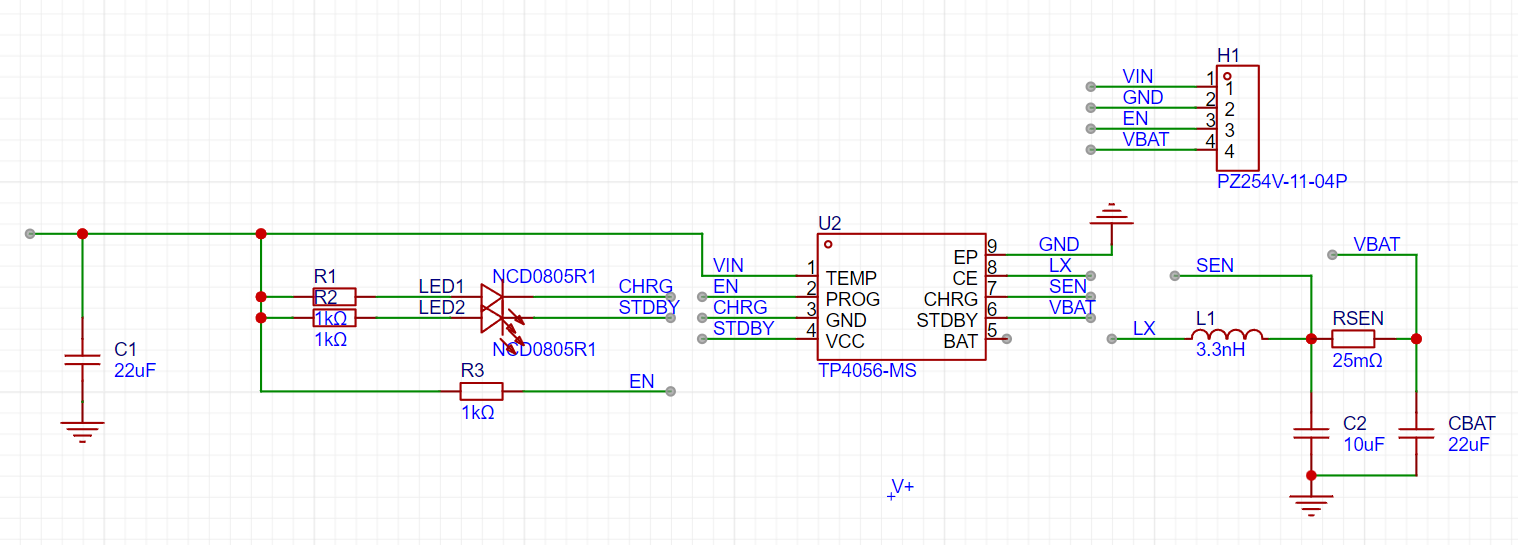 H1
VIN 1 1
GND 2 2
EN 3 3
VBAT 4 4
PZ254V-11-04P
U2
VIN 1 TEMP
EN 2 PROG
CHRG 3 GND
STDBY 4 VCC
EP 9 GND
CE 8 LX
CHRG 7 SEN
STDBY 6 VBAT
BAT 5
TP4056-MS
R1
R2
1kΩ
1kΩ
LED1
LED2
NCD0805R1
NCD0805R1
CHRG
STDBY
R3
1kΩ
EN
C1
22uF
SEN
VBAT
LX
L1
3.3nH
RSEN
25mΩ
C2
10uF
CBAT
22uF
V+